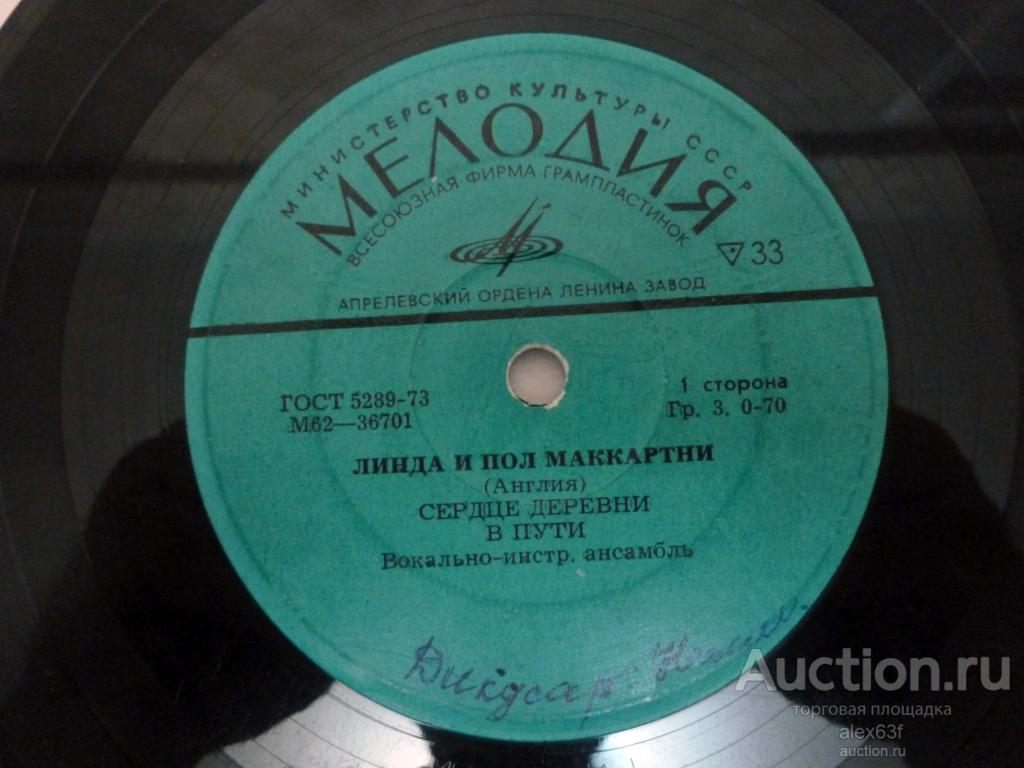 МИНИСТЕРСТВО КУЛЬТУРЫ СССР
МЕЛОДИЯ
ВСЕСОЮЗНАЯ ФИРМА ГРАМПЛАСТИНОК
33
АПРЕЛЕВСКИЙ ОРДЕНА ЛЕНИНА ЗАВОД
ГОСТ 5289-73
М62—36701
1 сторона
Гр. 3. 0-70
ЛИНДА И ПОЛ МАККАРТНИ
(Англия)
СЕРДЦЕ ДЕРЕВНИ
В ПУТИ
Вокально-инстр. ансамбль
Auction.ru
торговая площадка
alex63f
auction.ru